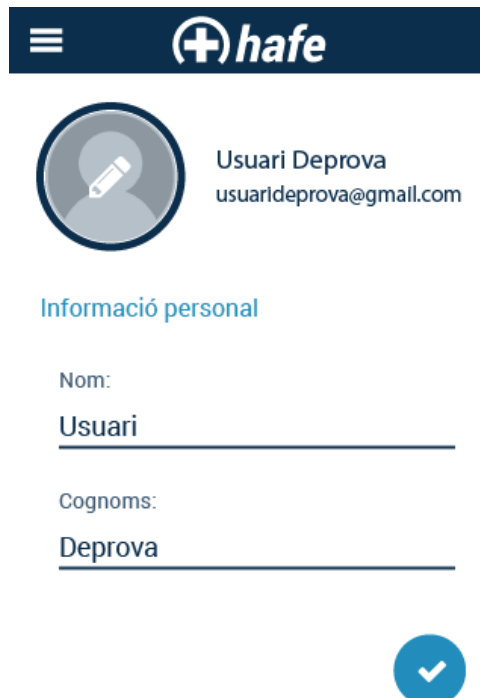 hafe
Usuari Deprova
usuarideprova@gmail.com
Informació personal
Nom:
Usuari
Cognoms:
Deprova